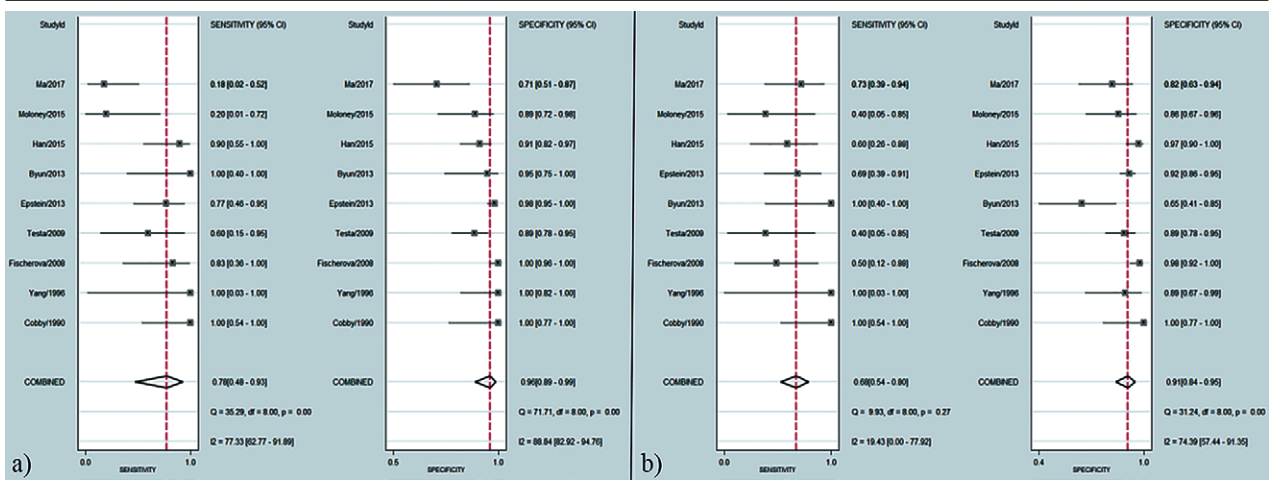 StudyId SENSITIVITY (95% CI)
Ma/2017 0.18 [0.02 - 0.52]
Moloney/2015 0.20 [0.01 - 0.72]
Han/2015 0.90 [0.55 - 1.00]
Byun/2013 1.00 [0.40 - 1.00]
Epstein/2013 0.77 [0.46 - 0.95]
Testa/2009 0.60 [0.15 - 0.95]
Fischerova/2008 0.83 [0.36 - 1.00]
Yang/1996 1.00 [0.03 - 1.00]
Cobby/1990 1.00 [0.54 - 1.00]
COMBINED 0.78[0.48 - 0.93]
Q = 35.29, df = 8.00, p = 0.00
I2 = 77.33 [62.77 - 91.89]
0.0 1.0
SENSITIVITY
StudyId SPECIFICITY (95% CI)
Ma/2017 0.71 [0.51 - 0.87]
Moloney/2015 0.89 [0.72 - 0.98]
Han/2015 0.91 [0.82 - 0.97]
Byun/2013 0.95 [0.75 - 1.00]
Epstein/2013 0.98 [0.95 - 1.00]
Testa/2009 0.89 [0.78 - 0.95]
Fischerova/2008 1.00 [0.96 - 1.00]
Yang/1996 1.00 [0.82 - 1.00]
Cobby/1990 1.00 [0.77 - 1.00]
COMBINED 0.96[0.89 - 0.99]
Q = 71.71, df = 8.00, p = 0.00
I2 = 88.84 [82.92 - 94.76]
0.5 1.0
SPECIFICITY
a)
StudyId SENSITIVITY (95% CI)
Ma/2017 0.73 [0.39 - 0.94]
Moloney/2015 0.40 [0.05 - 0.85]
Han/2015 0.60 [0.26 - 0.88]
Epstein/2013 0.69 [0.39 - 0.91]
Byun/2013 1.00 [0.40 - 1.00]
Testa/2009 0.40 [0.05 - 0.85]
Fischerova/2008 0.50 [0.12 - 0.88]
Yang/1996 1.00 [0.03 - 1.00]
Cobby/1990 1.00 [0.54 - 1.00]
COMBINED 0.68[0.54 - 0.80]
Q = 9.93, df = 8.00, p = 0.27
I2 = 19.43 [0.00 - 77.92]
0.0 1.0
SENSITIVITY
StudyId SPECIFICITY (95% CI)
Ma/2017 0.82 [0.63 - 0.94]
Moloney/2015 0.86 [0.67 - 0.96]
Han/2015 0.97 [0.90 - 1.00]
Epstein/2013 0.92 [0.86 - 0.95]
Byun/2013 0.65 [0.41 - 0.85]
Testa/2009 0.89 [0.78 - 0.95]
Fischerova/2008 0.98 [0.92 - 1.00]
Yang/1996 0.89 [0.67 - 0.99]
Cobby/1990 1.00 [0.77 - 1.00]
COMBINED 0.91[0.84 - 0.95]
Q = 31.24, df = 8.00, p = 0.00
I2 = 74.39 [57.44 - 91.35]
0.4 1.0
SPECIFICITY
b)